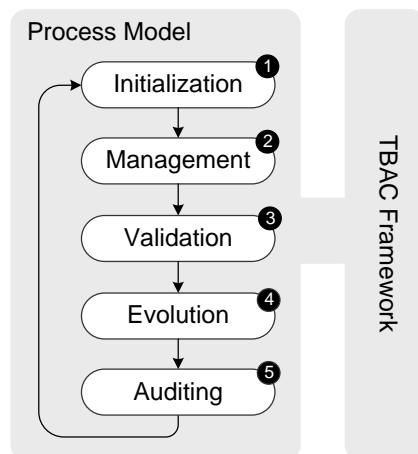 Process Model
1
Initialization
2
Management
3
Validation
4
Evolution
5
Auditing
TBAC Framework